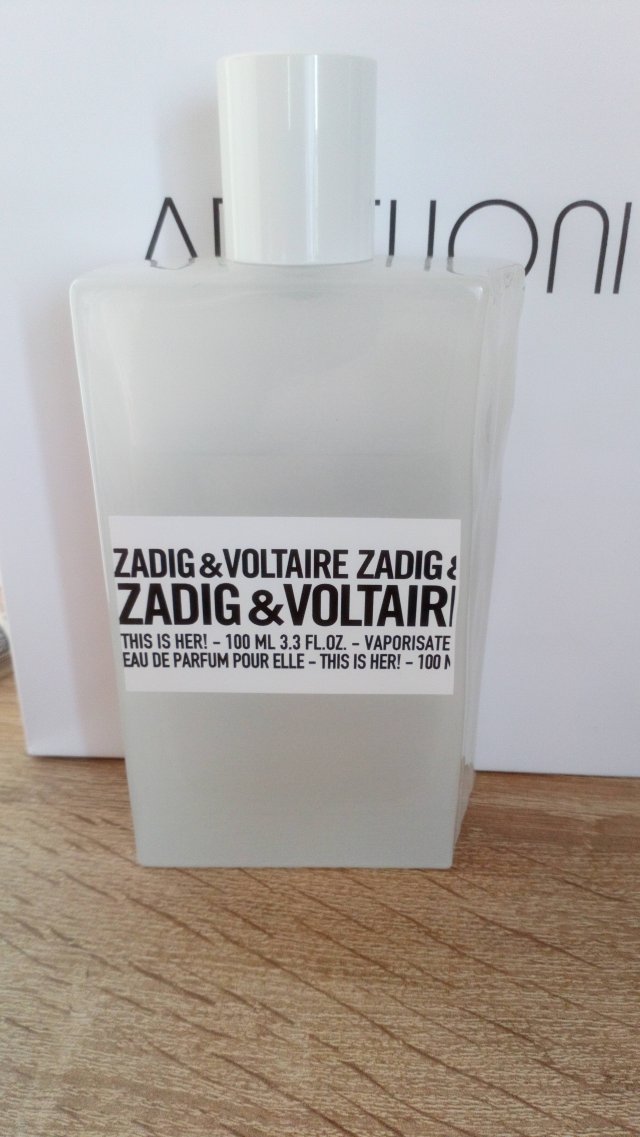 ZADIG & VOLTAIRE ZADIG &
ZADIG & VOLTAIR
THIS IS HER! – 100 ML 3.3 FL.OZ. – VAPORISATE
EAU DE PARFUM POUR ELLE – THIS IS HER! – 100